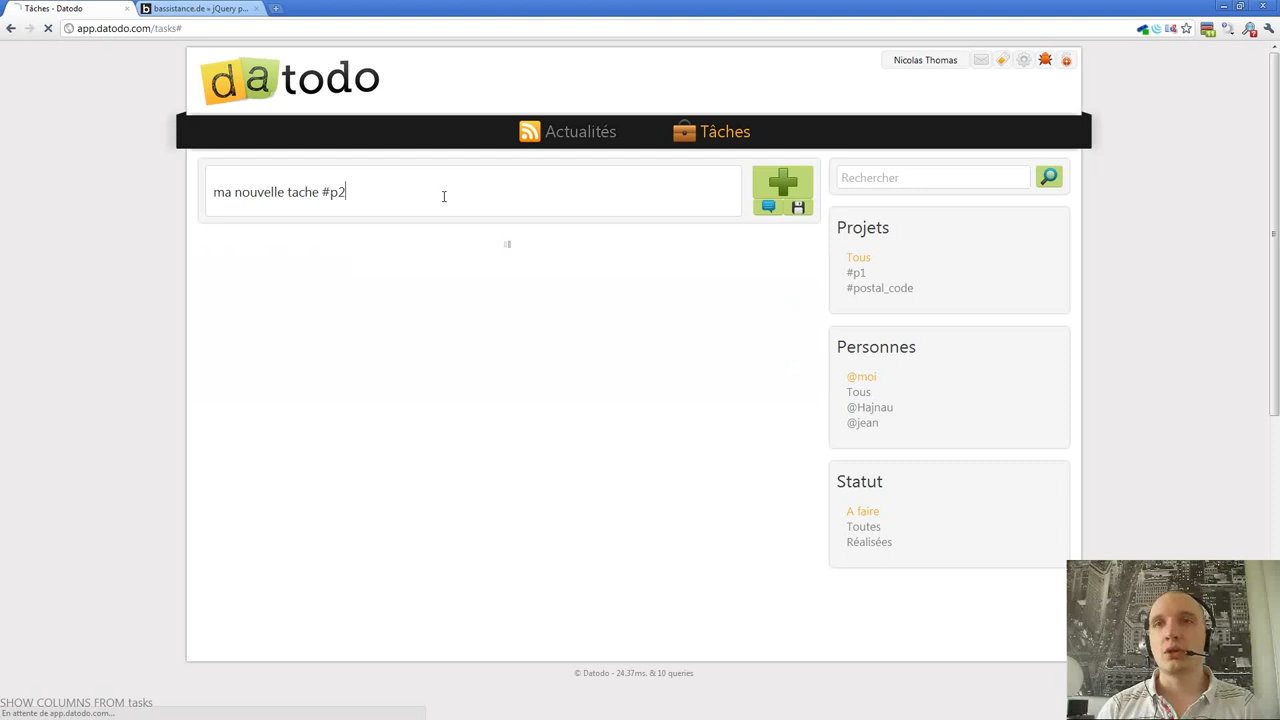 Tâches - Datodo
bassistance.de » jQuery p...
app.datodo.com/tasks#
datodo
Nicolas Thomas
Actualités
Tâches
ma nouvelle tache #p2
Rechercher
Projets
Tous
#p1
#postal_code
Personnes
@moi
Tous
@Hajnau
@jean
Statut
A faire
Toutes
Réalisées
© Datodo - 24.37ms. & 10 queries
SHOW COLUMNS FROM tasks
En attente de app.datodo.com...